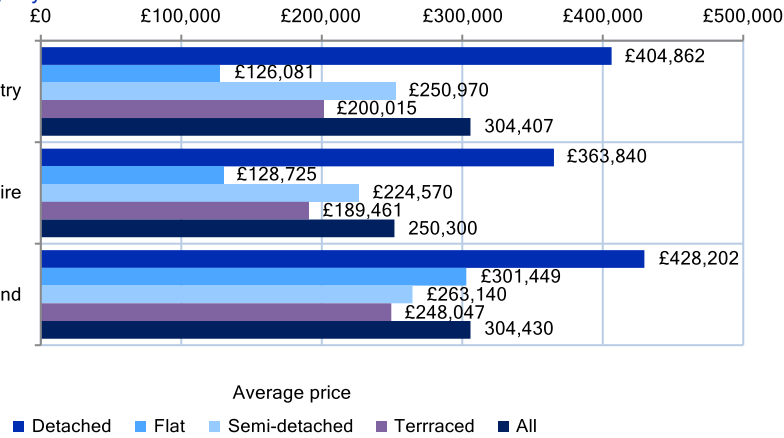 £0 £100,000 £200,000 £300,000 £400,000 £500,000
£404,862
£126,081
try £250,970
£200,015
304,407
£363,840
£128,725
ire £224,570
£189,461
250,300
£428,202
£301,449
nd £263,140
£248,047
304,430
Average price
Detached Flat Semi-detached Terrraced All